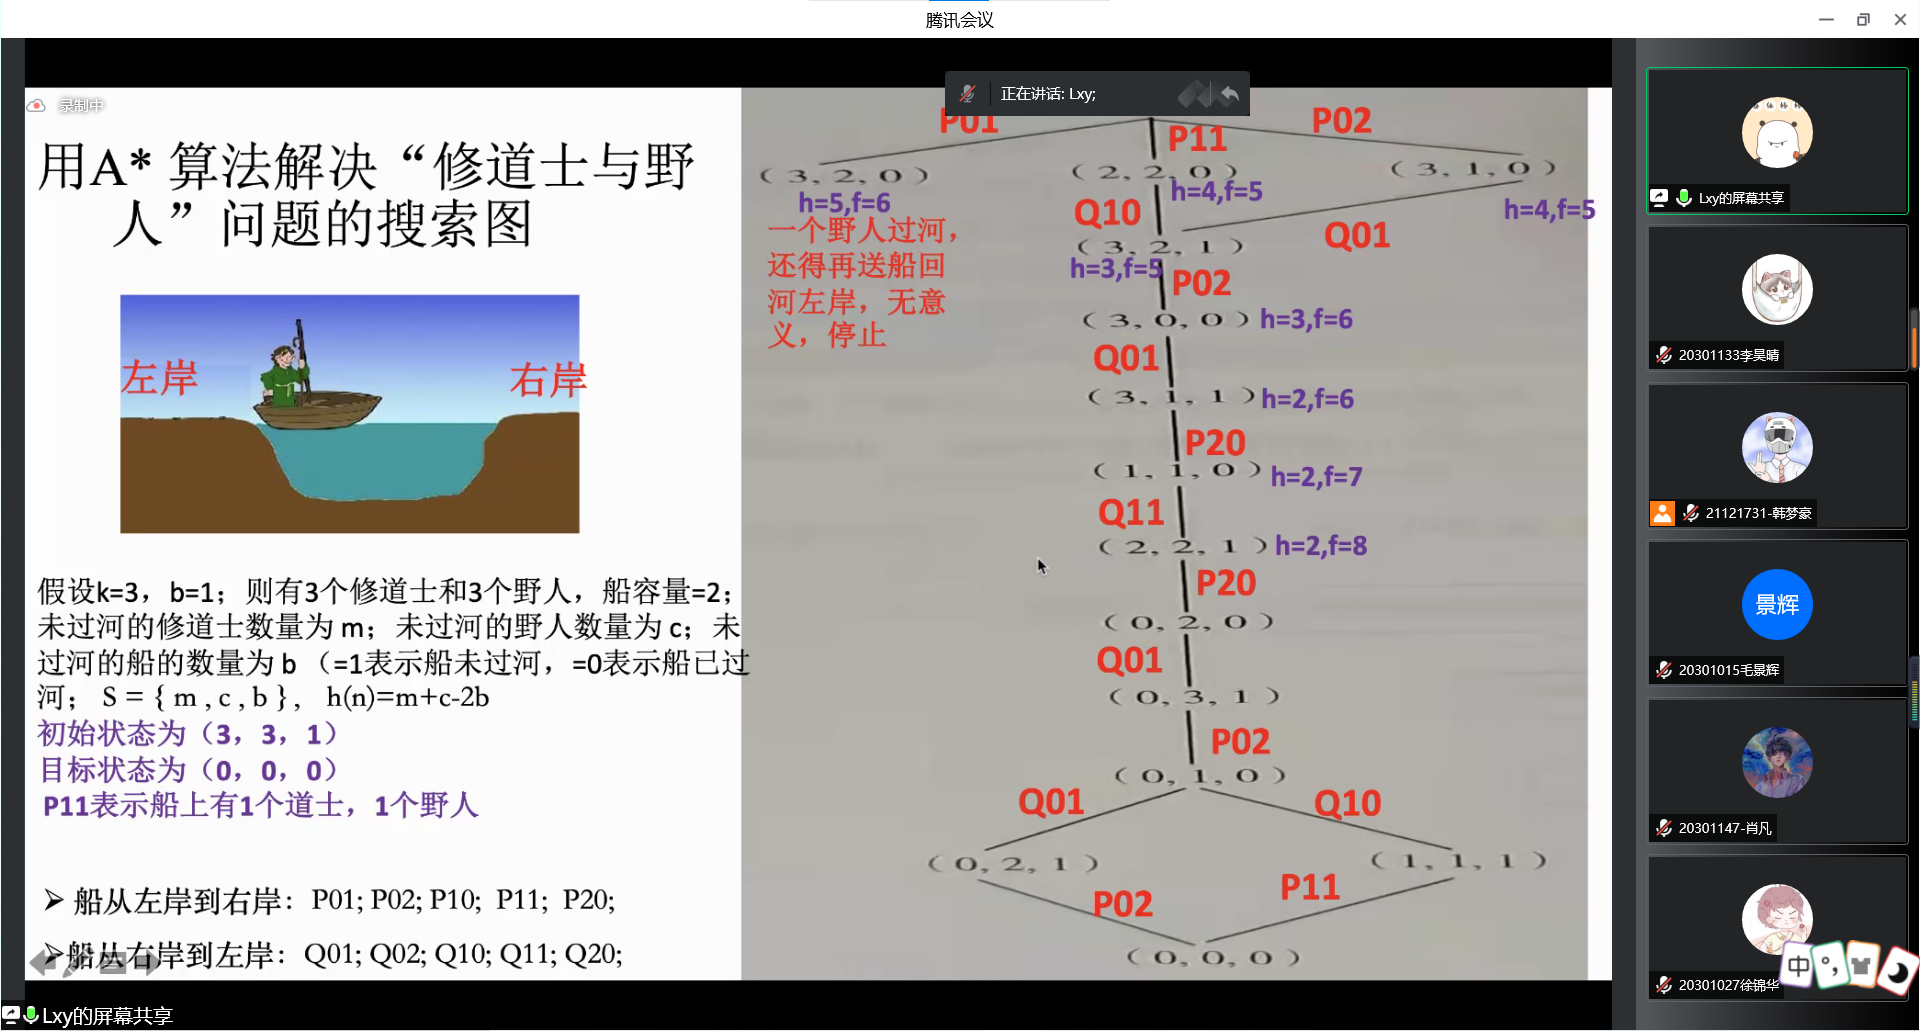 腾讯会议
录制中
正在讲话: Lxy;
用A* 算法解决“修道士与野
人”问题的搜索图
左岸
右岸
假设k=3，b=1；则有3个修道士和3个野人，船容量=2；
未过河的修道士数量为 m；未过河的野人数量为 c；未
过河的船的数量为 b （=1表示船未过河，=0表示船已过
河； S = { m , c , b } ， h(n)=m+c-2b
初始状态为（3，3，1）
目标状态为（0，0，0）
P11表示船上有1个道士，1个野人
➢ 船从左岸到右岸：P01; P02; P10; P11; P20;
➢ 船从右岸到左岸：Q01; Q02; Q10; Q11; Q20;
P01
P11
P02
( 3, 2, 0 )
( 2, 2, 0 )
( 3, 1, 0 )
h=5,f=6
h=4,f=5
h=4,f=5
一个野人过河，
还得再送船回
河左岸，无意
义，停止
Q10
Q01
( 3, 2, 1 )
h=3,f=5
P02
( 3, 0, 0 )
h=3,f=6
Q01
( 3, 1, 1 )
h=2,f=6
P20
( 1, 1, 0 )
h=2,f=7
Q11
( 2, 2, 1 )
h=2,f=8
P20
( 0, 2, 0 )
Q01
( 0, 3, 1 )
P02
( 0, 1, 0 )
Q01
Q10
( 0, 2, 1 )
( 1, 1, 1 )
P02
P11
( 0, 0, 0 )
Lxy的屏幕共享
20301133李昊晴
21121731-韩梦豪
景辉
20301015毛景辉
20301147-肖凡
20301027徐锦华
中
Lxy的屏幕共享